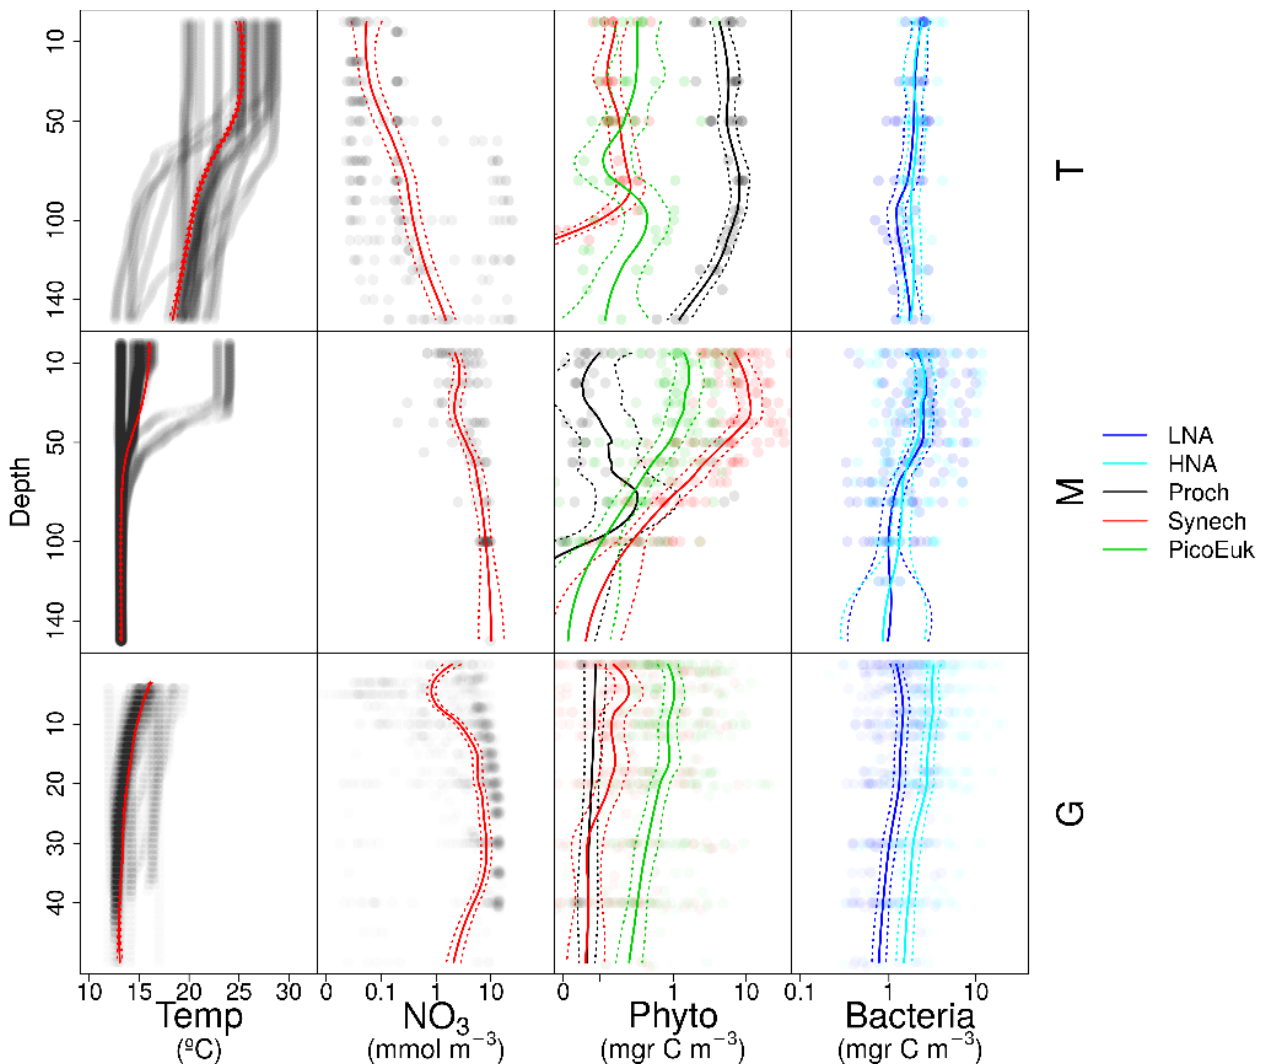 10
50
100
140
T
10
50
100
140
Depth
M
LNA
HNA
Proch
Synech
PicoEuk
10
20
30
40
G
10 15 20 25 30
0 0.1 1 10
0 1 10
0.1 1 10
Temp
(ºC)
NO3
(mmol m−3)
Phyto
(mgr C m−3)
Bacteria
(mgr C m−3)